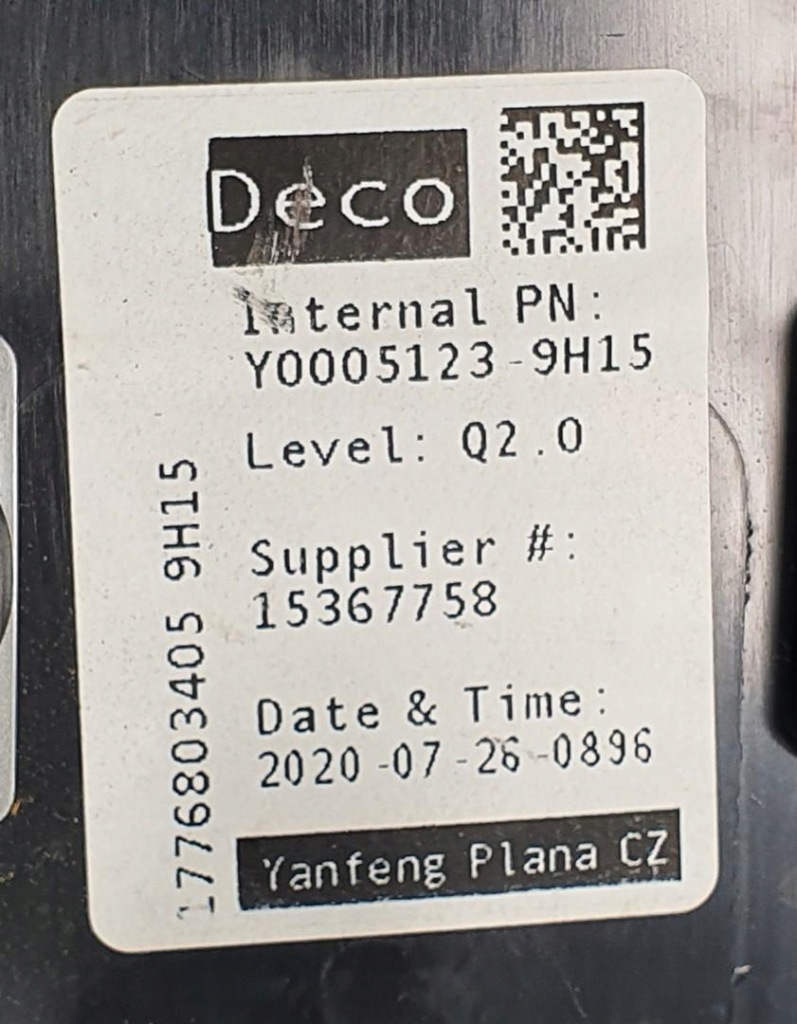 Deco
Internal PN:
Y0005123-9H15
Level: Q2.0
Supplier #:
15367758
Date & Time:
2020-07-26-0896
Yanfeng Plana CZ
1776803405 9H15